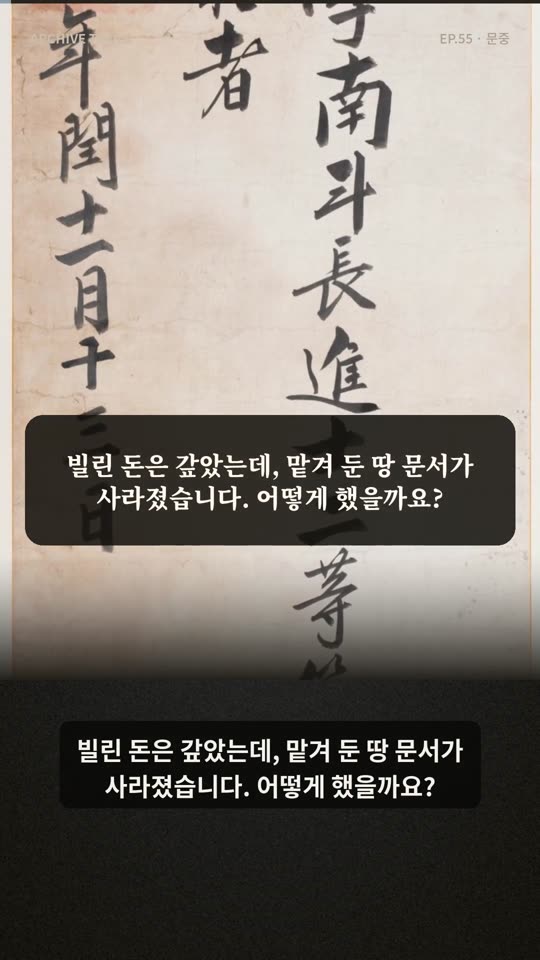 ARCHIVE
EP.55 · 문중
字南斗長進十二等
者
年閏十一月十三日
빌린 돈은 갚았는데, 맡겨 둔 땅 문서가
사라졌습니다. 어떻게 했을까요?
빌린 돈은 갚았는데, 맡겨 둔 땅 문서가
사라졌습니다. 어떻게 했을까요?